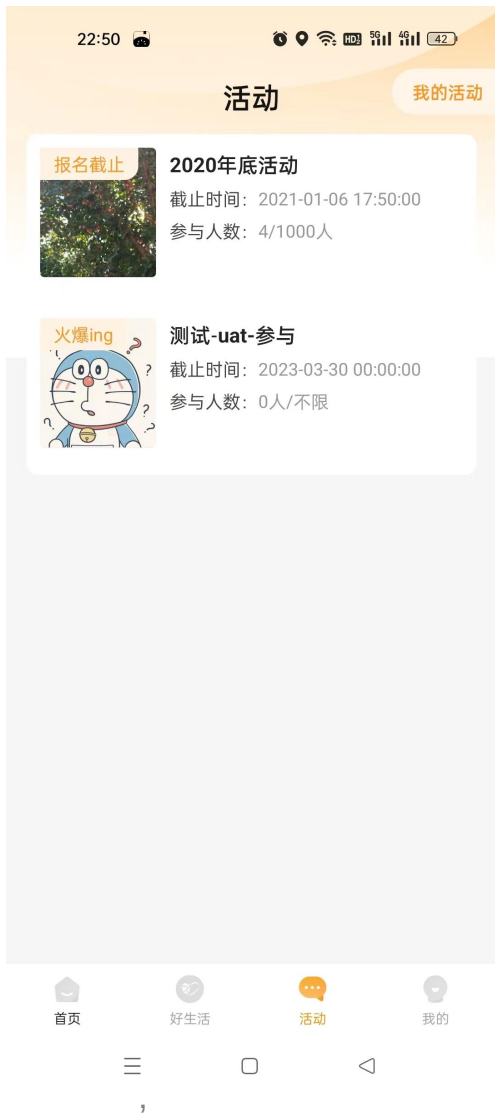 22:50
HD2 5G 4G 42
活动
我的活动
报名截止
2020年底活动
截止时间：2021-01-06 17:50:00
参与人数：4/1000人
火爆ing
测试-uat-参与
截止时间：2023-03-30 00:00:00
参与人数：0人/不限
首页
好生活
活动
我的
,